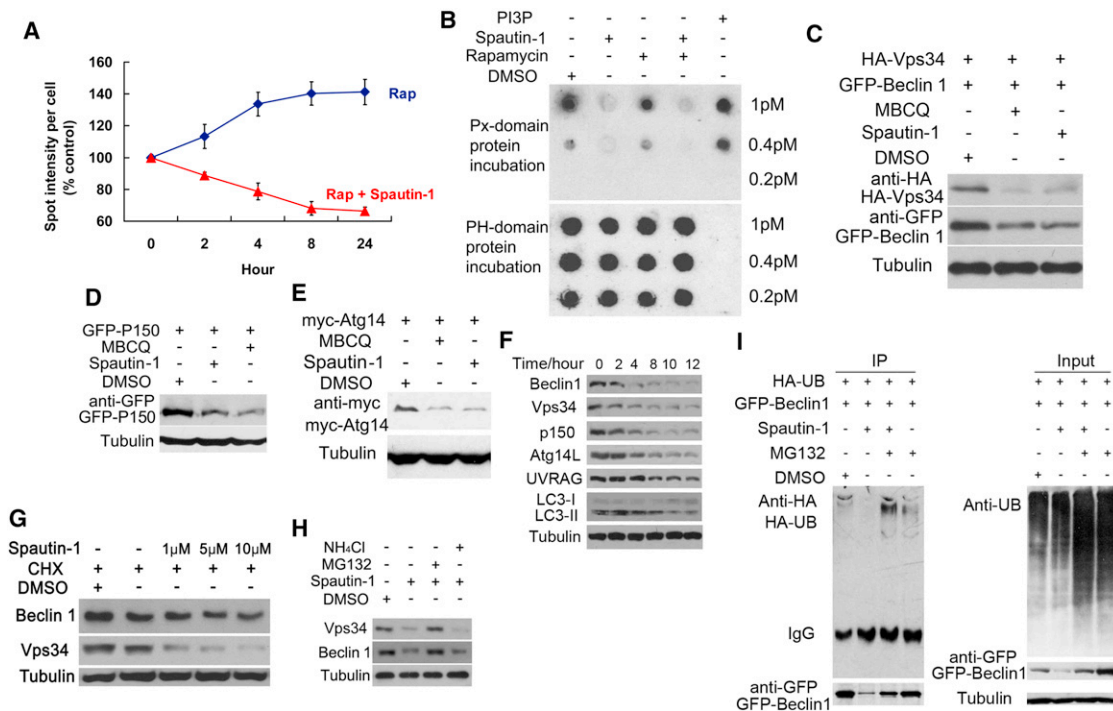 A
Spot intensity per cell
(% control)
160
140
120
100
80
60
Rap
Rap + Spautin-1
0 2 4 8 24
Hour
B
PI3P - - - - +
Spautin-1 - + - + -
Rapamycin - - + + -
DMSO + - - - -
Px-domain
protein
incubation
1pM
0.4pM
0.2pM
PH-domain
protein
incubation
1pM
0.4pM
0.2pM
C
HA-Vps34 + + +
GFP-Beclin 1 + + +
MBCQ - + -
Spautin-1 - - +
DMSO + - -
anti-HA
HA-Vps34
anti-GFP
GFP-Beclin 1
Tubulin
D
GFP-P150 + + +
MBCQ - - +
Spautin-1 - + -
DMSO + - -
anti-GFP
GFP-P150
Tubulin
E
myc-Atg14 + + +
MBCQ - + -
Spautin-1 - - +
DMSO + - -
anti-myc
myc-Atg14
Tubulin
F
Time/hour 0 2 4 8 10 12
Beclin1
Vps34
p150
Atg14L
UVRAG
LC3-I
LC3-II
Tubulin
G
Spautin-1 - - 1μM 5μM 10μM
CHX + + + + +
DMSO + - - - -
Beclin 1
Vps34
Tubulin
H
NH₄Cl - - - +
MG132 - - + -
Spautin-1 - + + +
DMSO + - - -
Vps34
Beclin 1
Tubulin
I
IP Input
HA-UB + + + + + + + +
GFP-Beclin1 + + + + + + + +
Spautin-1 - + + - - + + -
MG132 - - + + - - + +
DMSO + - - - + - - -
Anti-HA
HA-UB
IgG
anti-GFP
GFP-Beclin1
Anti-UB
anti-GFP
GFP-Beclin1
Tubulin